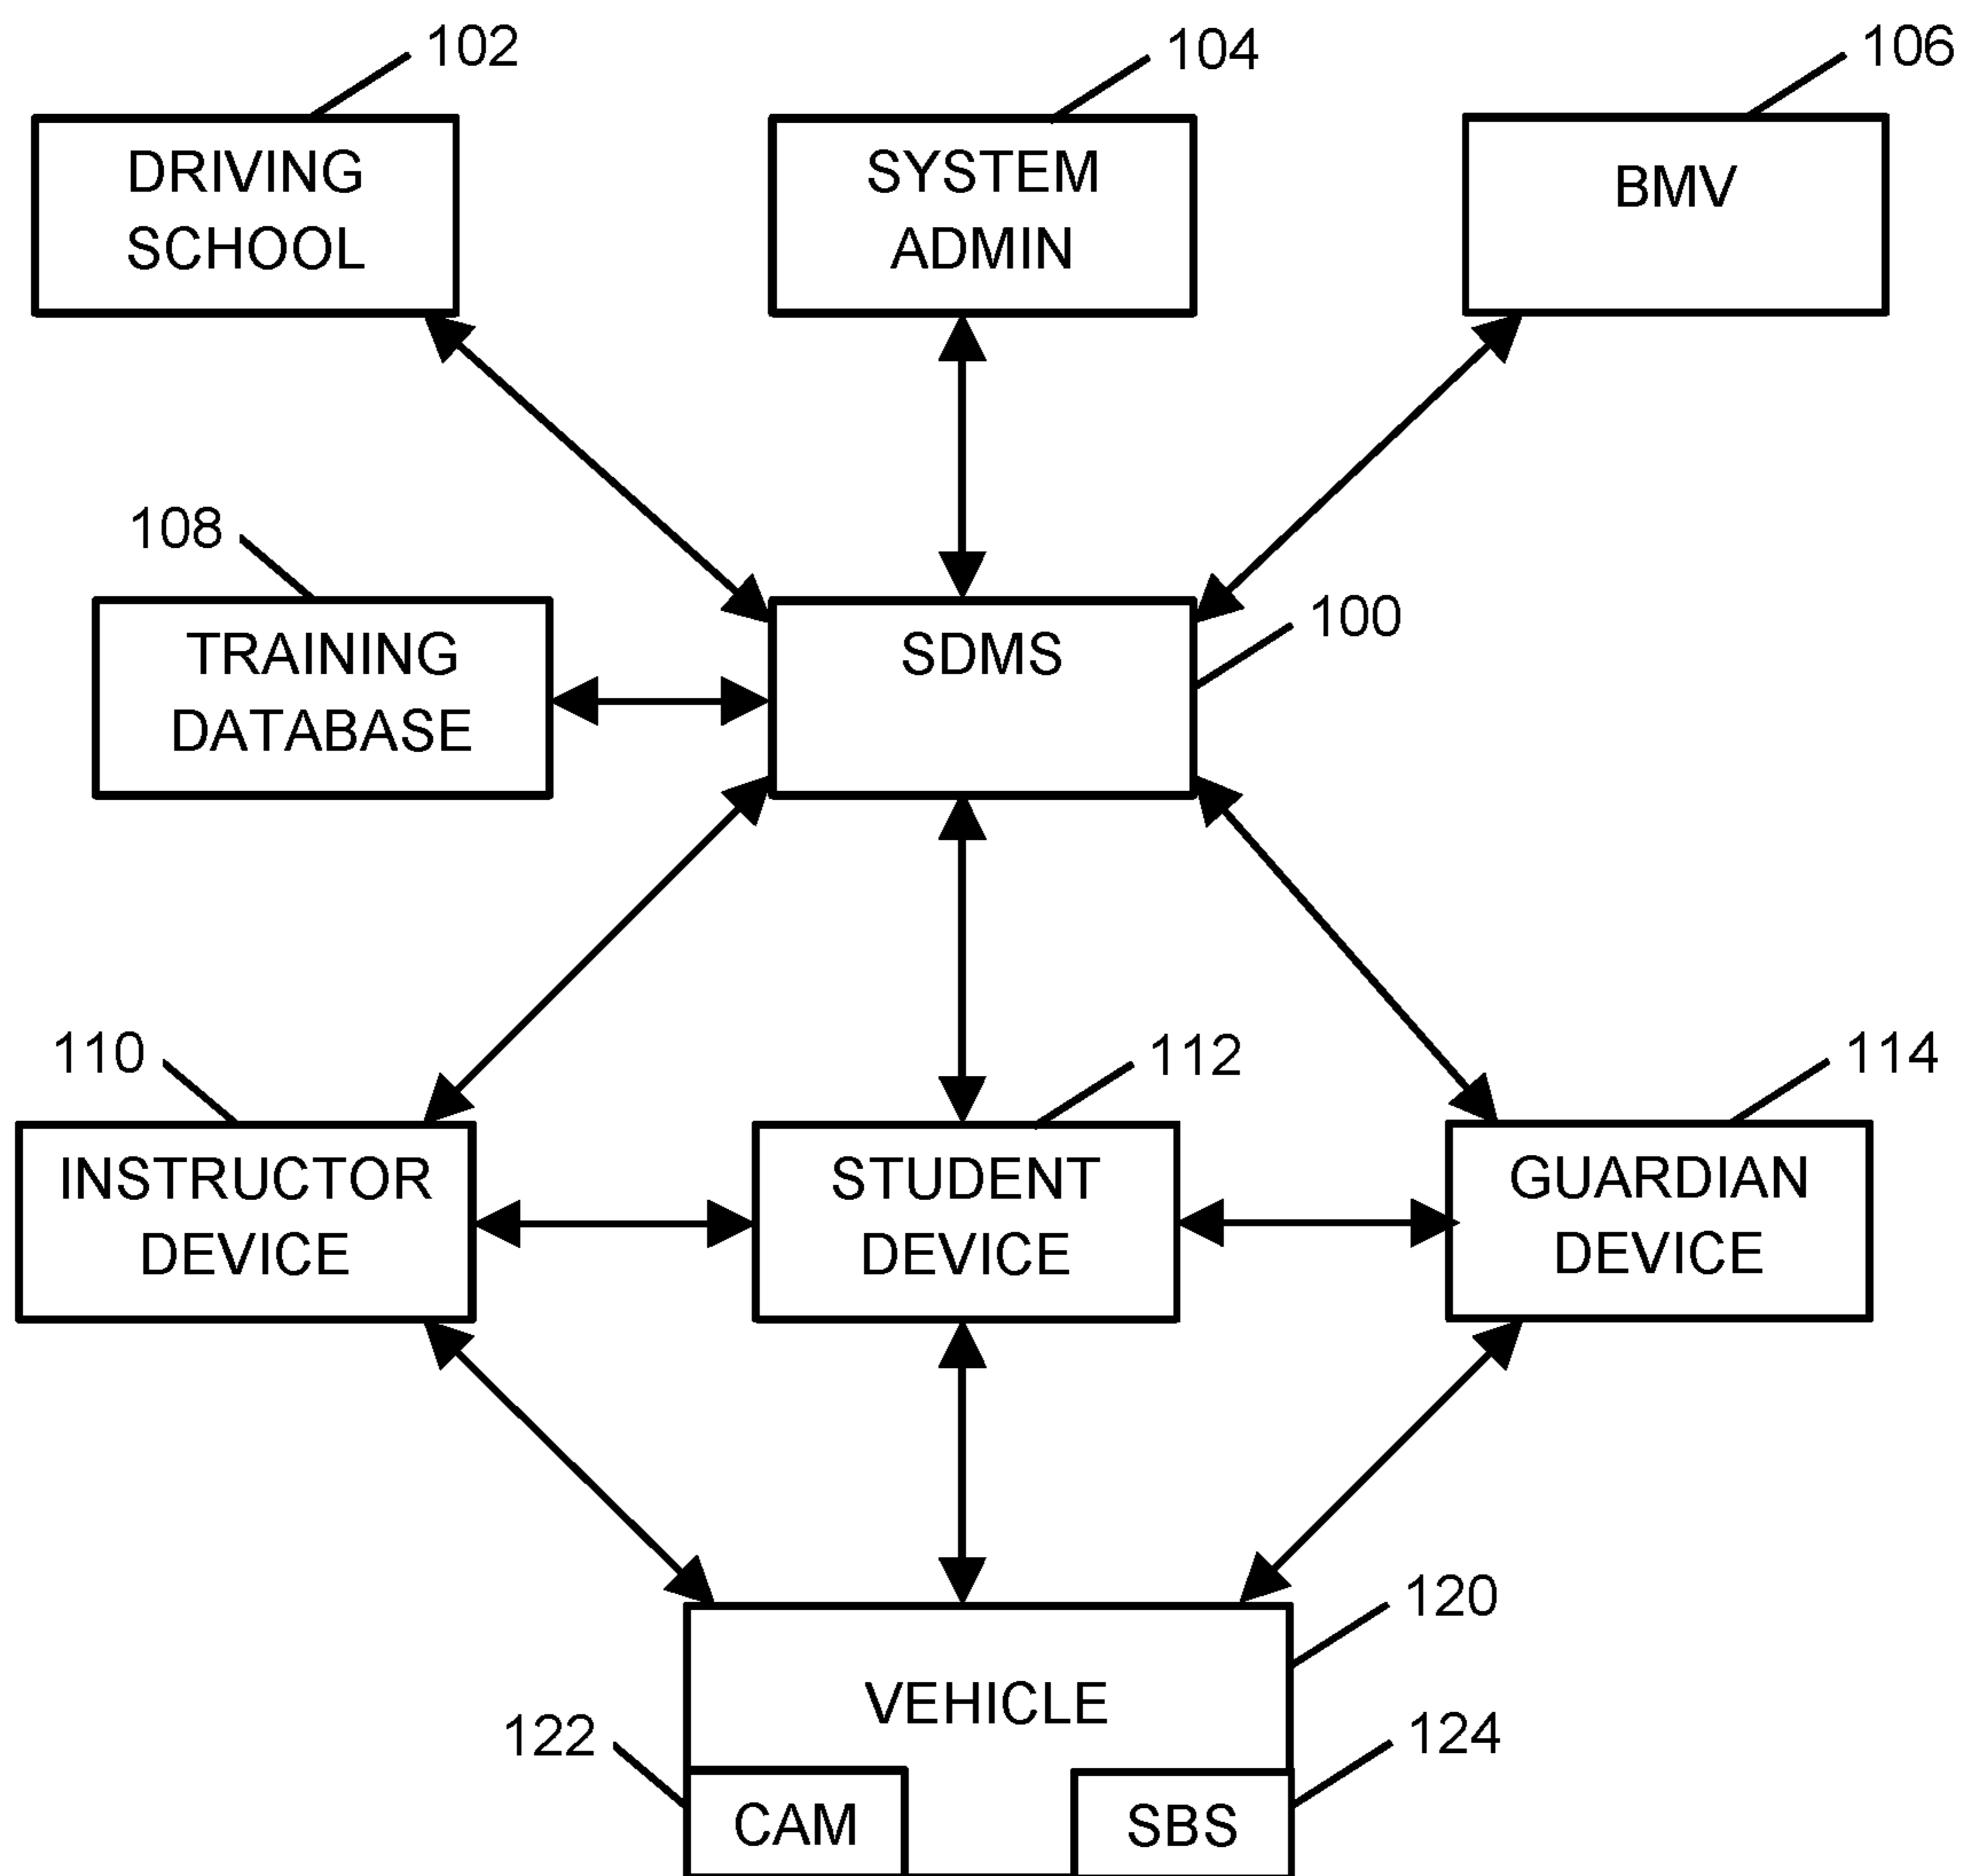 102
104
106
DRIVING
SCHOOL
SYSTEM
ADMIN
BMV
108
100
TRAINING
DATABASE
SDMS
110
112
114
INSTRUCTOR
DEVICE
STUDENT
DEVICE
GUARDIAN
DEVICE
120
VEHICLE
122
124
CAM
SBS